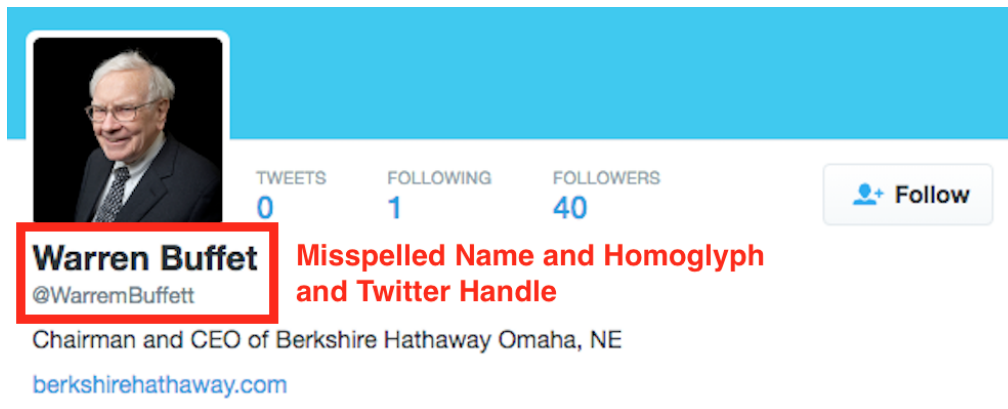 TWEETS FOLLOWING FOLLOWERS
0 1 40
Follow
Warren Buffet
@WarremBuffett
Misspelled Name and Homoglyph
and Twitter Handle
Chairman and CEO of Berkshire Hathaway Omaha, NE
berkshirehathaway.com